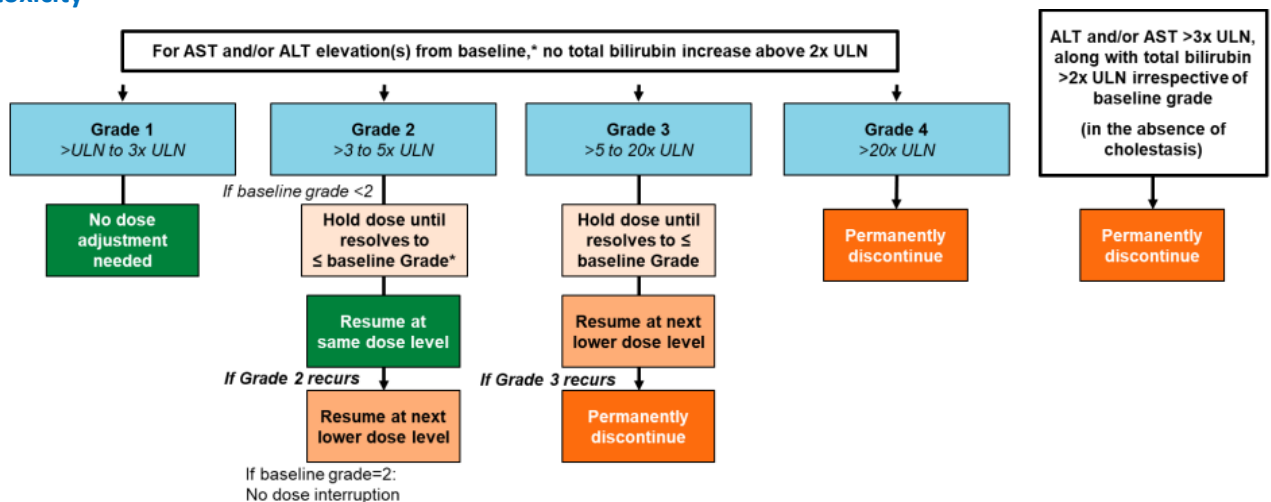 For AST and/or ALT elevation(s) from baseline,* no total bilirubin increase above 2x ULN
ALT and/or AST >3x ULN,
along with total bilirubin
>2x ULN irrespective of
baseline grade
(in the absence of
cholestasis)
Grade 1
>ULN to 3x ULN
Grade 2
>3 to 5x ULN
Grade 3
>5 to 20x ULN
Grade 4
>20x ULN
If baseline grade <2
No dose
adjustment
needed
Hold dose until
resolves to
≤ baseline Grade*
Hold dose until
resolves to ≤
baseline Grade
Permanently
discontinue
Permanently
discontinue
Resume at
same dose level
Resume at next
lower dose level
If Grade 2 recurs
If Grade 3 recurs
Resume at next
lower dose level
Permanently
discontinue
If baseline grade=2:
No dose interruption